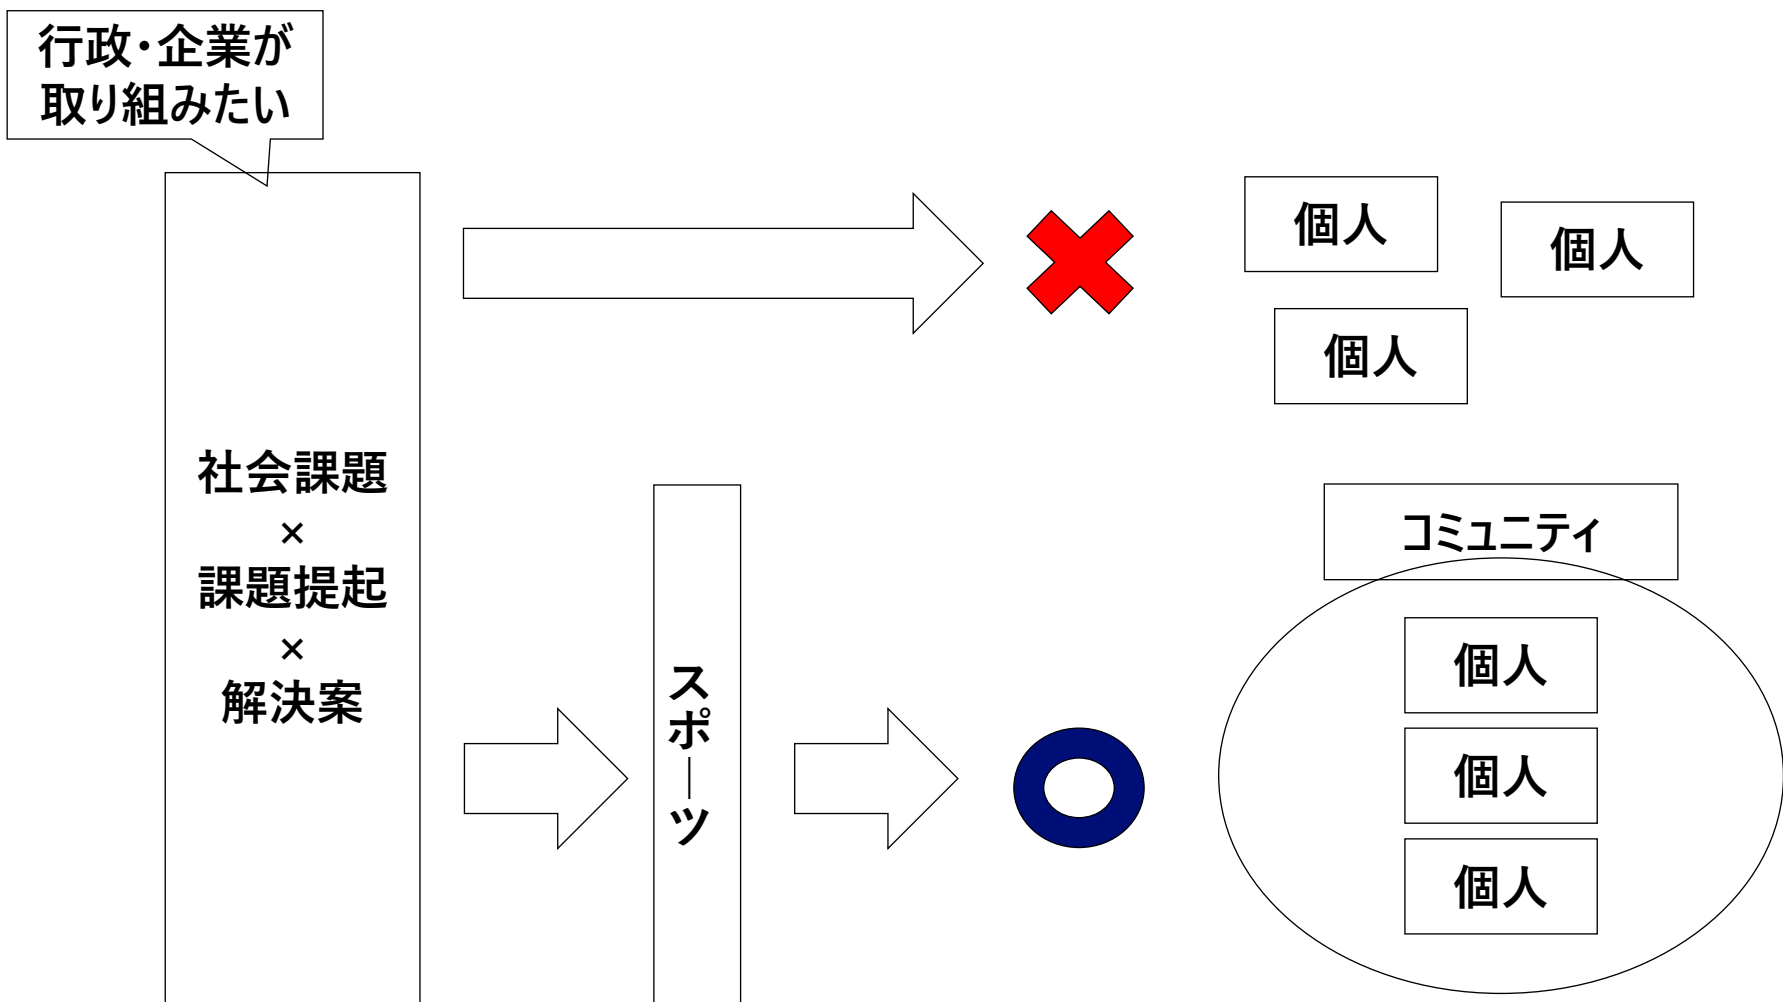 行政・企業が
取り組みたい
社会課題
×
課題提起
×
解決案
個人
個人
個人
スポーツ
コミュニティ
個人
個人
個人